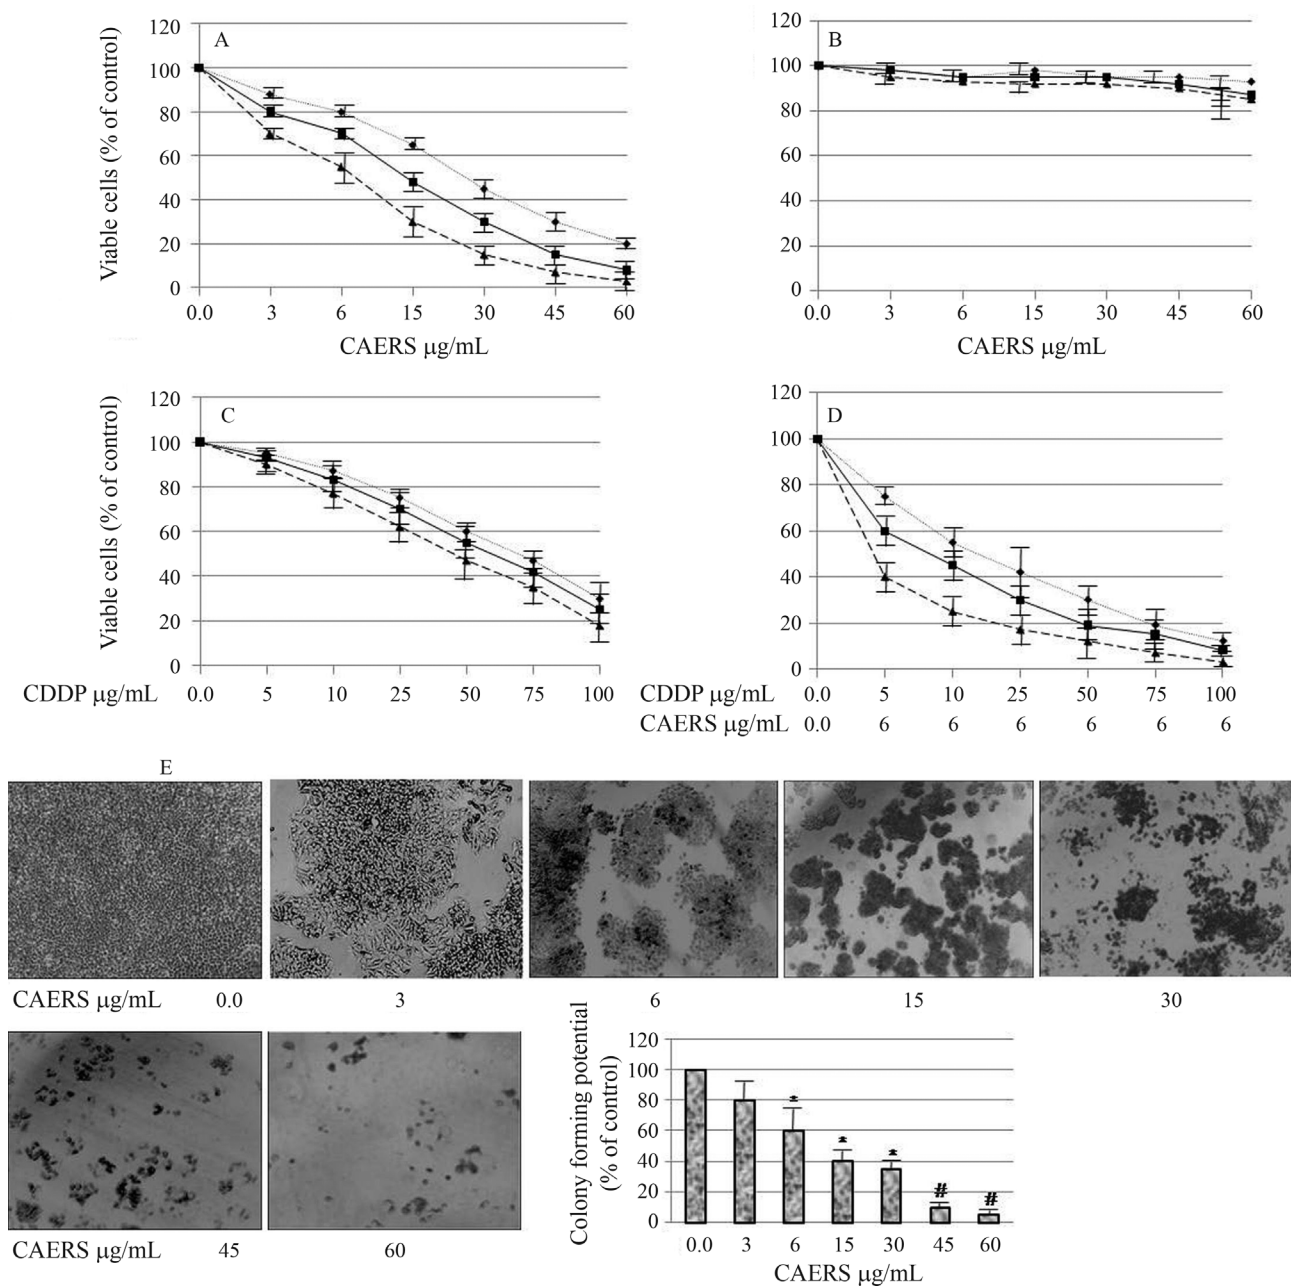 A
Viable cells (% of control)
120
100
80
60
40
20
0
0.0 3 6 15 30 45 60
CAERS μg/mL
B
120
100
80
60
40
20
0
0.0 3 6 15 30 45 60
CAERS μg/mL
C
Viable cells (% of control)
120
100
80
60
40
20
0
CDDP μg/mL 0.0 5 10 25 50 75 100
D
120
100
80
60
40
20
0
CDDP μg/mL 0.0 5 10 25 50 75 100
CAERS μg/mL 0.0 6 6 6 6 6 6
E
CAERS μg/mL 0.0 3 6 15 30
CAERS μg/mL 45 60
Colony forming potential
(% of control)
120
100
80
60
40
20
0
* * * # #
0.0 3 6 15 30 45 60
CAERS μg/mL